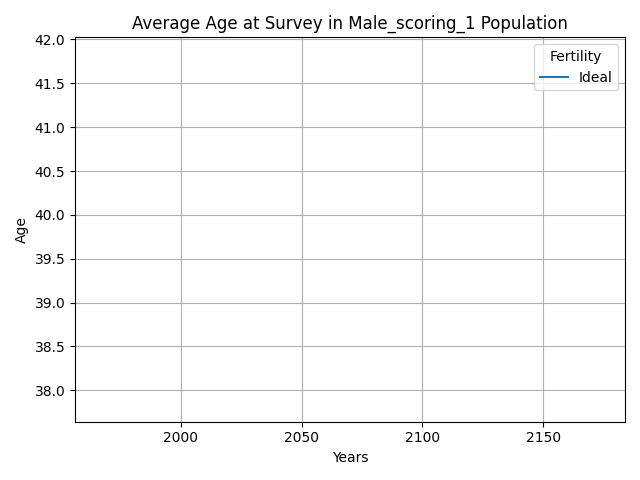 Average Age at Survey in Male_scoring_1 Population
Fertility
Ideal
42.0
41.5
41.0
40.5
40.0
39.5
39.0
38.5
38.0
Age
2000 2050 2100 2150
Years